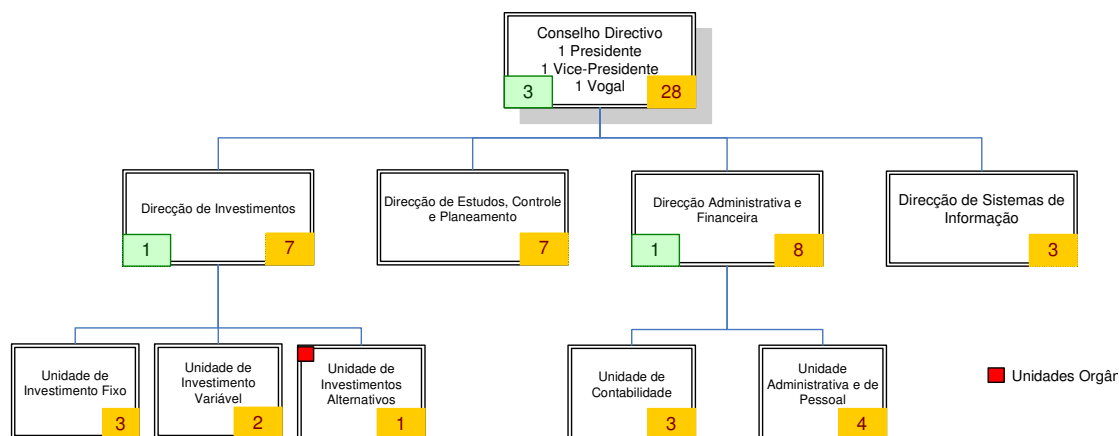 Conselho Directivo
1 Presidente
1 Vice-Presidente
1 Vogal
3
28
Direcção de Investimentos
1
7
Direcção de Estudos, Controle
e Planeamento
7
Direcção Administrativa e
Financeira
1
8
Direcção de Sistemas de
Informação
3
Unidade de
Investimento Fixo
3
Unidade de
Investimento
Variável
2
Unidade de
Investimentos
Alternativos
1
Unidade de
Contabilidade
3
Unidade
Administrativa e de
Pessoal
4
Unidades Orgân